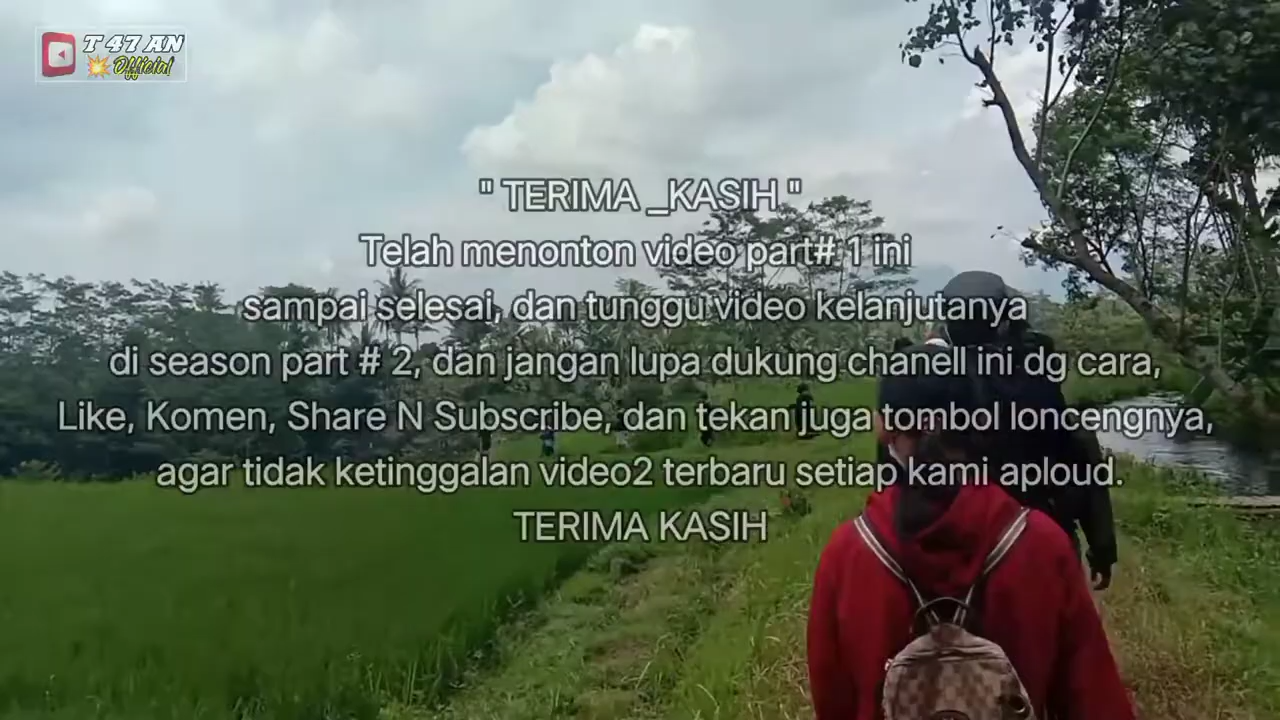 T 47 AN
Official
" TERIMA _KASIH "
Telah menonton video part# 1 ini
sampai selesai, dan tunggu video kelanjutanya
di season part # 2, dan jangan lupa dukung chanell ini dg cara,
Like, Komen, Share N Subscribe, dan tekan juga tombol loncengnya,
agar tidak ketinggalan video2 terbaru setiap kami aploud.
TERIMA KASIH